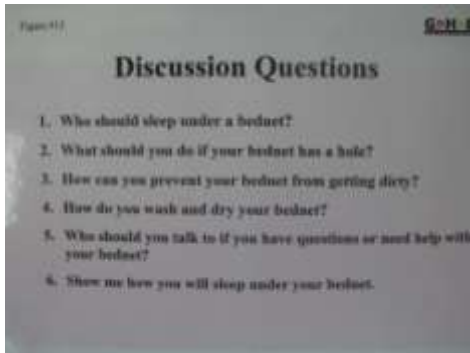 Discussion Questions
1. Who should sleep under a bednet?
2. What should you do if your bednet has a hole?
3. How can you prevent your bednet from getting dirty?
4. How do you wash and dry your bednet?
5. Who should you talk to if you have questions or need help with
your bednet?
6. Show me how you will sleep under your bednet.